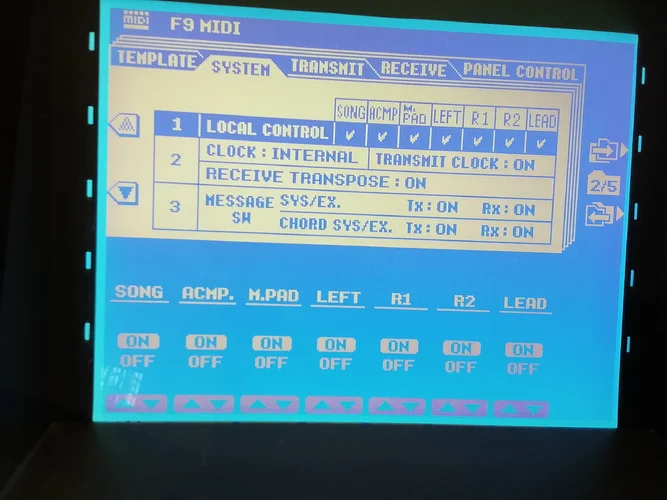 MIDI F9 MIDI
TEMPLATE SYSTEM TRANSMIT RECEIVE PANEL CONTROL
SONG ACMP M.PAD LEFT R1 R2 LEAD
1 LOCAL CONTROL
2 CLOCK : INTERNAL TRANSMIT CLOCK : ON
RECEIVE TRANSPOSE : ON
3 MESSAGE SW SYS/EX. Tx : ON Rx : ON
CHORD SYS/EX. Tx : ON Rx : ON
2/5
SONG ACMP. M.PAD LEFT R1 R2 LEAD
ON ON ON ON ON ON ON
OFF OFF OFF OFF OFF OFF OFF